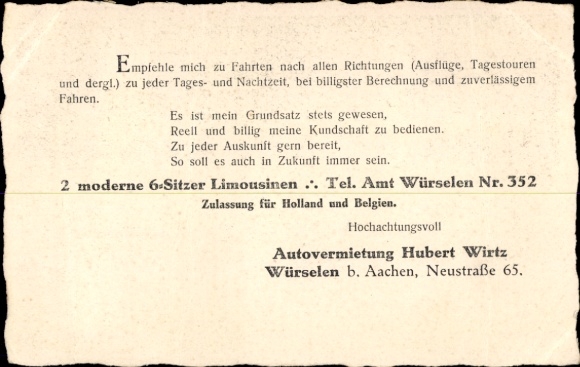 Empfehle mich zu Fahrten nach allen Richtungen (Ausflüge, Tagestouren
und dergl.) zu jeder Tages- und Nachtzeit, bei billigster Berechnung und zuverlässigem
Fahren.
Es ist mein Grundsatz stets gewesen,
Reell und billig meine Kundschaft zu bedienen.
Zu jeder Auskunft gern bereit,
So soll es auch in Zukunft immer sein.
2 moderne 6-Sitzer Limousinen ∴ Tel. Amt Würselen Nr. 352
Zulassung für Holland und Belgien.
Hochachtungsvoll
Autovermietung Hubert Wirtz
Würselen b. Aachen, Neustraße 65.